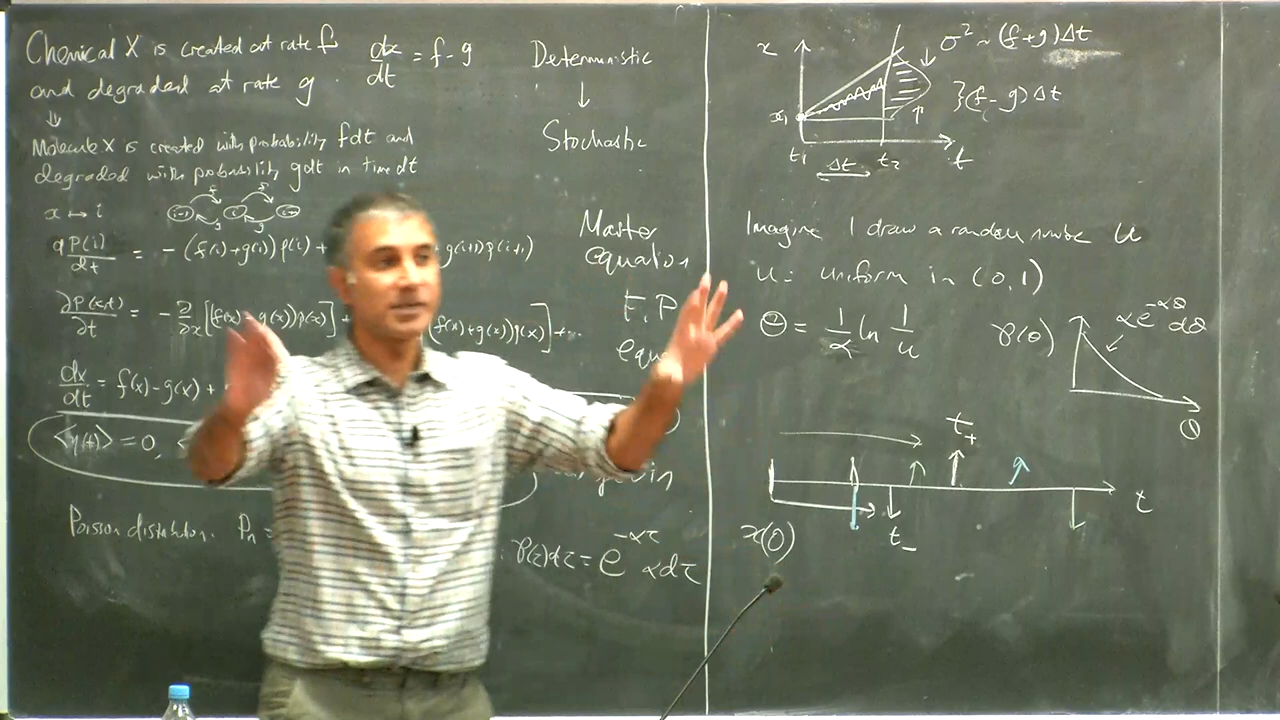 Chemical X is created at rate f dx/dt = f - g Deterministic
and degraded at rate g ↓
⇓ Stochastic
Molecule X is created with probability fdt and
degraded with probability gdt in time dt
x ↦ i
dP(i)/dt = - (f(i)+g(i)) p(i) + g(i+1)p(i+1) Master
equation
∂P(x,t)/∂t = - ∂/∂x [(f(x) g(x))p(x)] + (f(x)+g(x))p(x)] + ... F.P
equ
dx/dt = f(x) - g(x) +
<η(t)> = 0,
Poisson distribution. Pn =
p(τ)dτ = e^-ατ αdτ
x σ² ~ (f+g)Δt
}(f-g)Δt
t1 Δt t2 t
Imagine I draw a random number u
u = uniform in (0,1)
θ = 1/α ln 1/u p(θ) αe^-αθ dθ
θ
t+
t
x(0) t-